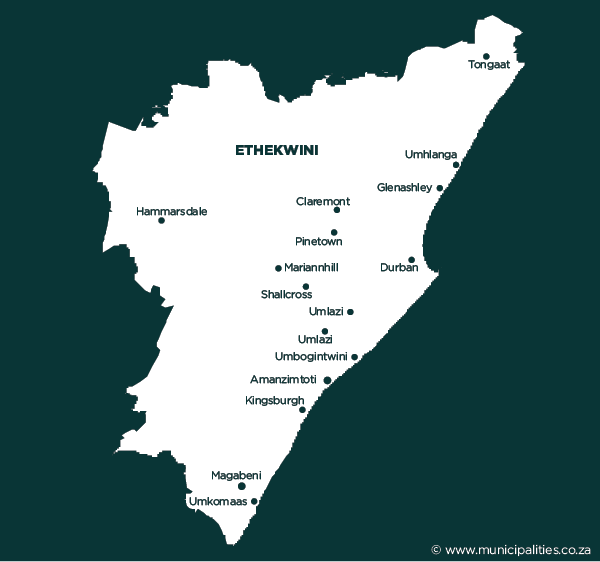 Tongaat
ETHEKWINI
Umhlanga
Glenashley
Claremont
Hammarsdale
Pinetown
Mariannhill
Durban
Shallcross
Umlazi
Umlazi
Umbogintwini
Amanzimtoti
Kingsburgh
Magabeni
Umkomaas
© www.municipalities.co.za